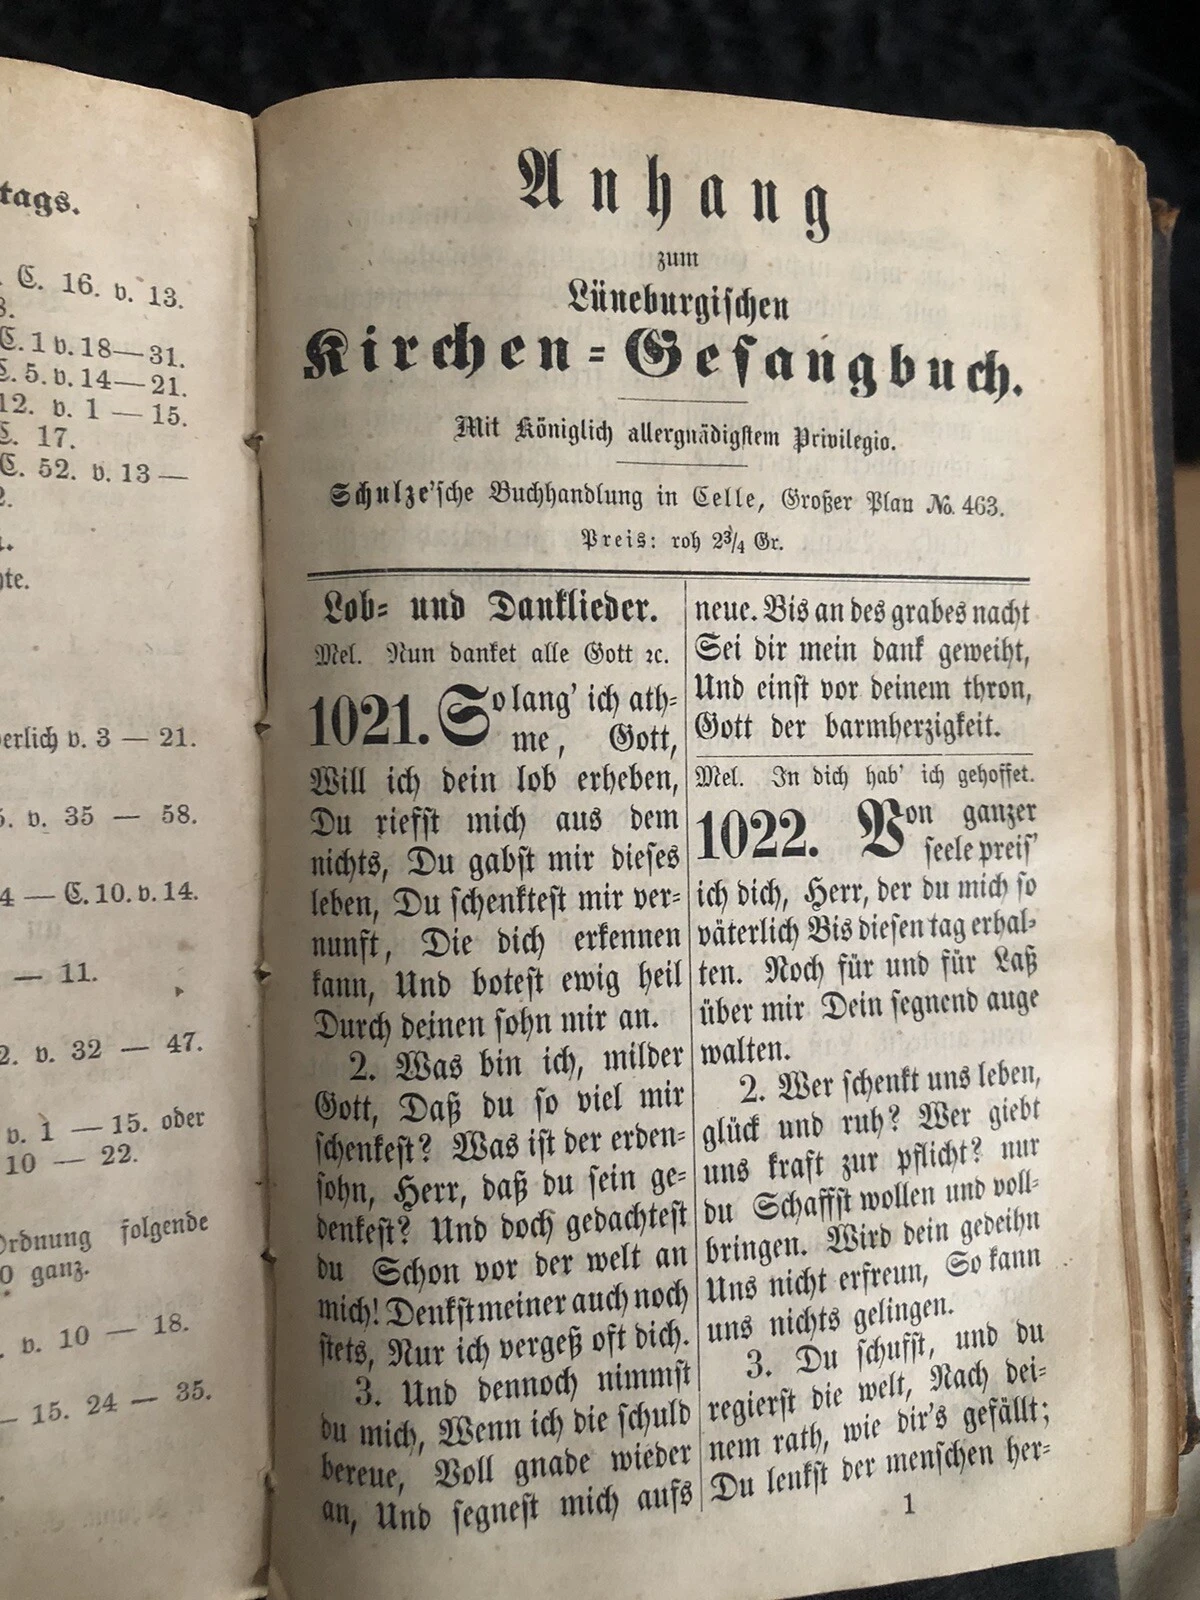 tags.
C. 16. v. 13.
8.
C. 1 v. 18—31.
C. 5. v. 14—21.
12. v. 1 — 15.
C. 17.
C. 52. v. 13 —
2.
te.
erlich v. 3 — 21.
5. v. 35 — 58.
4 — C. 10. v. 14.
— 11.
2. v. 32 — 47.
v. 1 — 15. oder
10 — 22.
Ordnung folgende
0 ganz.
. v. 10 — 18.
— 15. 24 — 35.
Anhang
zum
Lüneburgischen
Kirchen-Gesangbuch.
Mit Königlich allergnädigstem Privilegio.
Schulze'sche Buchhandlung in Celle, Großer Plan No. 463.
Preis: roh 2¾ Gr.
Lob- und Danklieder.
Mel. Nun danket alle Gott ꝛc.
1021. So lang' ich ath-
me, Gott,
Will ich dein lob erheben,
Du riefst mich aus dem
nichts, Du gabst mir dieses
leben, Du schenktest mir ver-
nunft, Die dich erkennen
kann, Und botest ewig heil
Durch deinen sohn mir an.
2. Was bin ich, milder
Gott, Daß du so viel mir
schenkest? Was ist der erden-
sohn, Herr, daß du sein ge-
denkest? Und doch gedachtest
du Schon vor der welt an
mich! Denkst meiner auch noch
stets, Nur ich vergeß oft dich.
3. Und dennoch nimmst
du mich, Wenn ich die schuld
bereue, Voll gnade wieder
an, Und segnest mich aufs
neue. Bis an des grabes nacht
Sei dir mein dank geweiht,
Und einst vor deinem thron,
Gott der barmherzigkeit.
Mel. In dich hab' ich gehoffet.
1022. Von ganzer
seele preis'
ich dich, Herr, der du mich so
väterlich Bis diesen tag erhal-
ten. Noch für und für Laß
über mir Dein segnend auge
walten.
2. Wer schenkt uns leben,
glück und ruh? Wer giebt
uns kraft zur pflicht? nur
du Schaffst wollen und voll-
bringen. Wird dein gedeihn
Uns nicht erfreun, So kann
uns nichts gelingen.
3. Du schufst, und du
regierst die welt, Nach dei-
nem rath, wie dir's gefällt;
Du lenkst der menschen her-
1